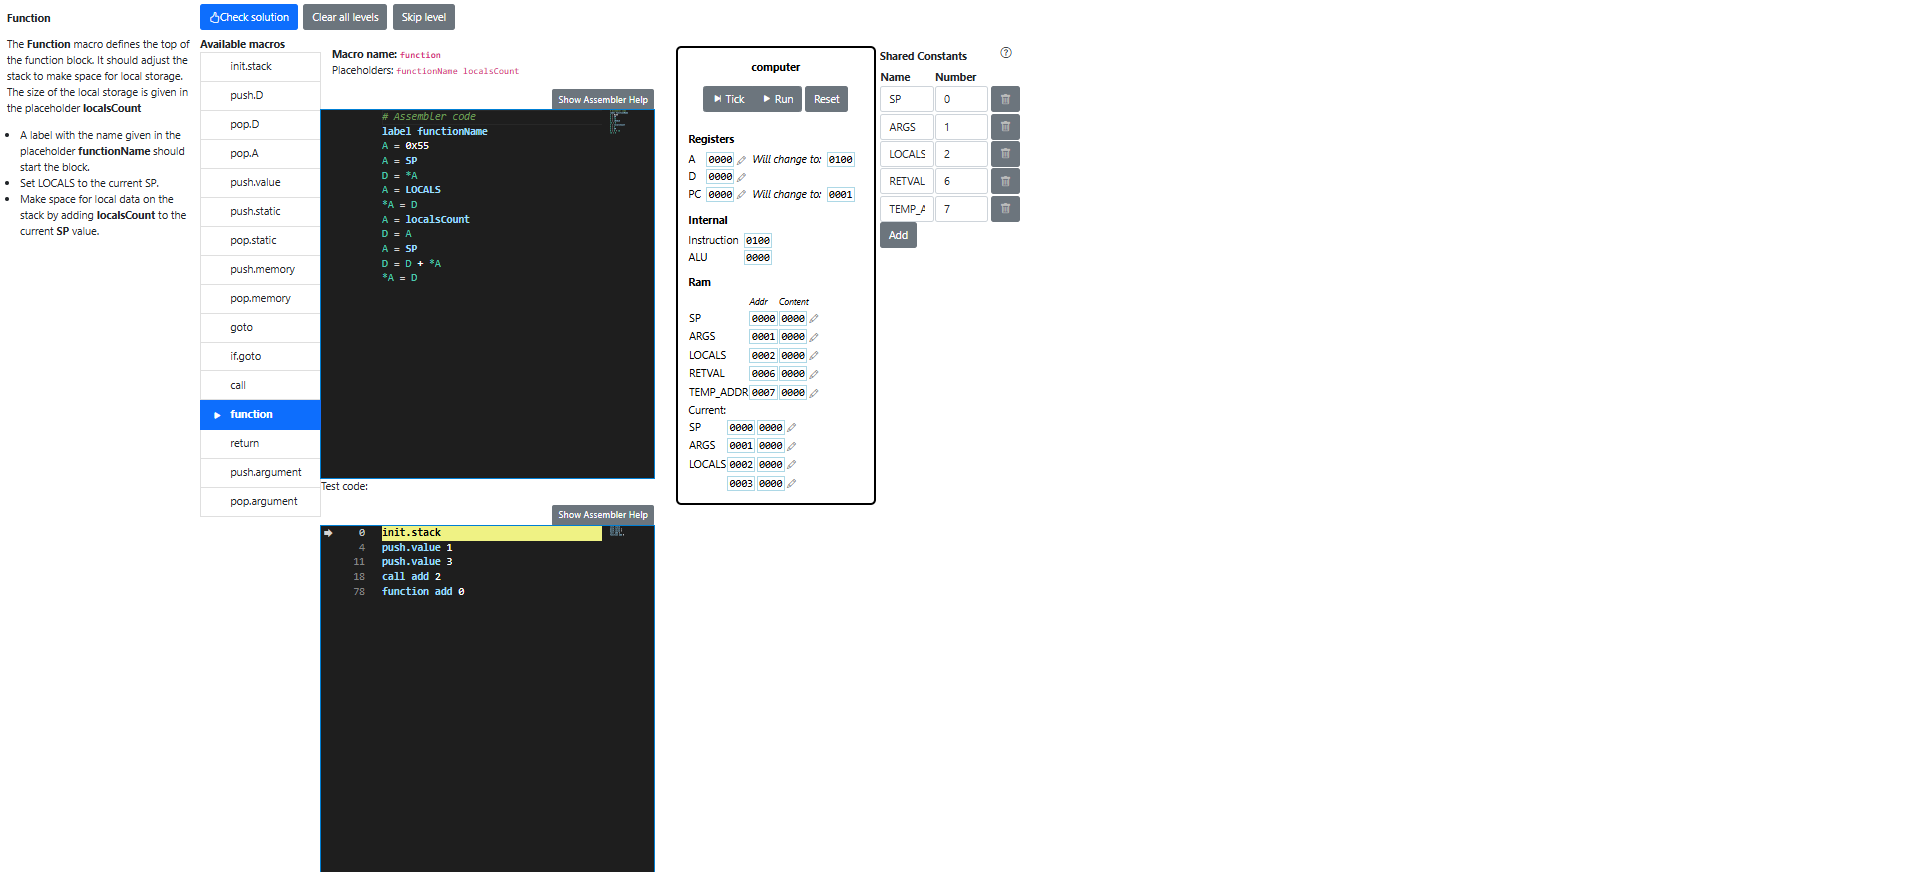 Function
The Function macro defines the top of
the function block. It should adjust the
stack to make space for local storage.
The size of the local storage is given in
the placeholder localsCount
A label with the name given in the
placeholder functionName should
start the block.
Set LOCALS to the current SP.
Make space for local data on the
stack by adding localsCount to the
current SP value.
Check solution
Clear all levels
Skip level
Available macros
init.stack
push.D
pop.D
pop.A
push.value
push.static
pop.static
push.memory
pop.memory
goto
if.goto
call
function
return
push.argument
pop.argument
Macro name: function
Placeholders: functionName localsCount
Show Assembler Help
# Assembler code
label functionName
A = 0x55
A = SP
D = *A
A = LOCALS
*A = D
A = localsCount
D = A
A = SP
D = D + *A
*A = D
Test code:
Show Assembler Help
0 init.stack
4 push.value 1
11 push.value 3
18 call add 2
78 function add 0
computer
Tick Run Reset
Registers
A 0000 Will change to: 0100
D 0000
PC 0000 Will change to: 0001
Internal
Instruction 0100
ALU 0000
Ram
Addr Content
SP 0000 0000
ARGS 0001 0000
LOCALS 0002 0000
RETVAL 0006 0000
TEMP_ADDR 0007 0000
Current:
SP 0000 0000
ARGS 0001 0000
LOCALS 0002 0000
0003 0000
Shared Constants ?
Name Number
SP 0
ARGS 1
LOCALS 2
RETVAL 6
TEMP_A 7
Add